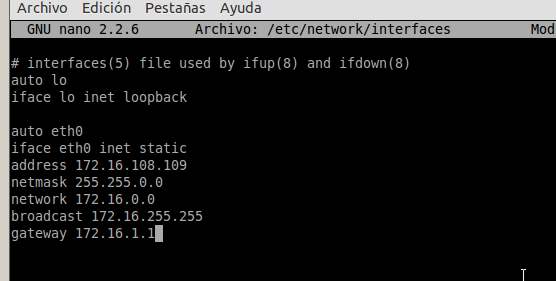 Archivo Edición Pestañas Ayuda
GNU nano 2.2.6 Archivo: /etc/network/interfaces Mod
# interfaces(5) file used by ifup(8) and ifdown(8)
auto lo
iface lo inet loopback
auto eth0
iface eth0 inet static
address 172.16.108.109
netmask 255.255.0.0
network 172.16.0.0
broadcast 172.16.255.255
gateway 172.16.1.1